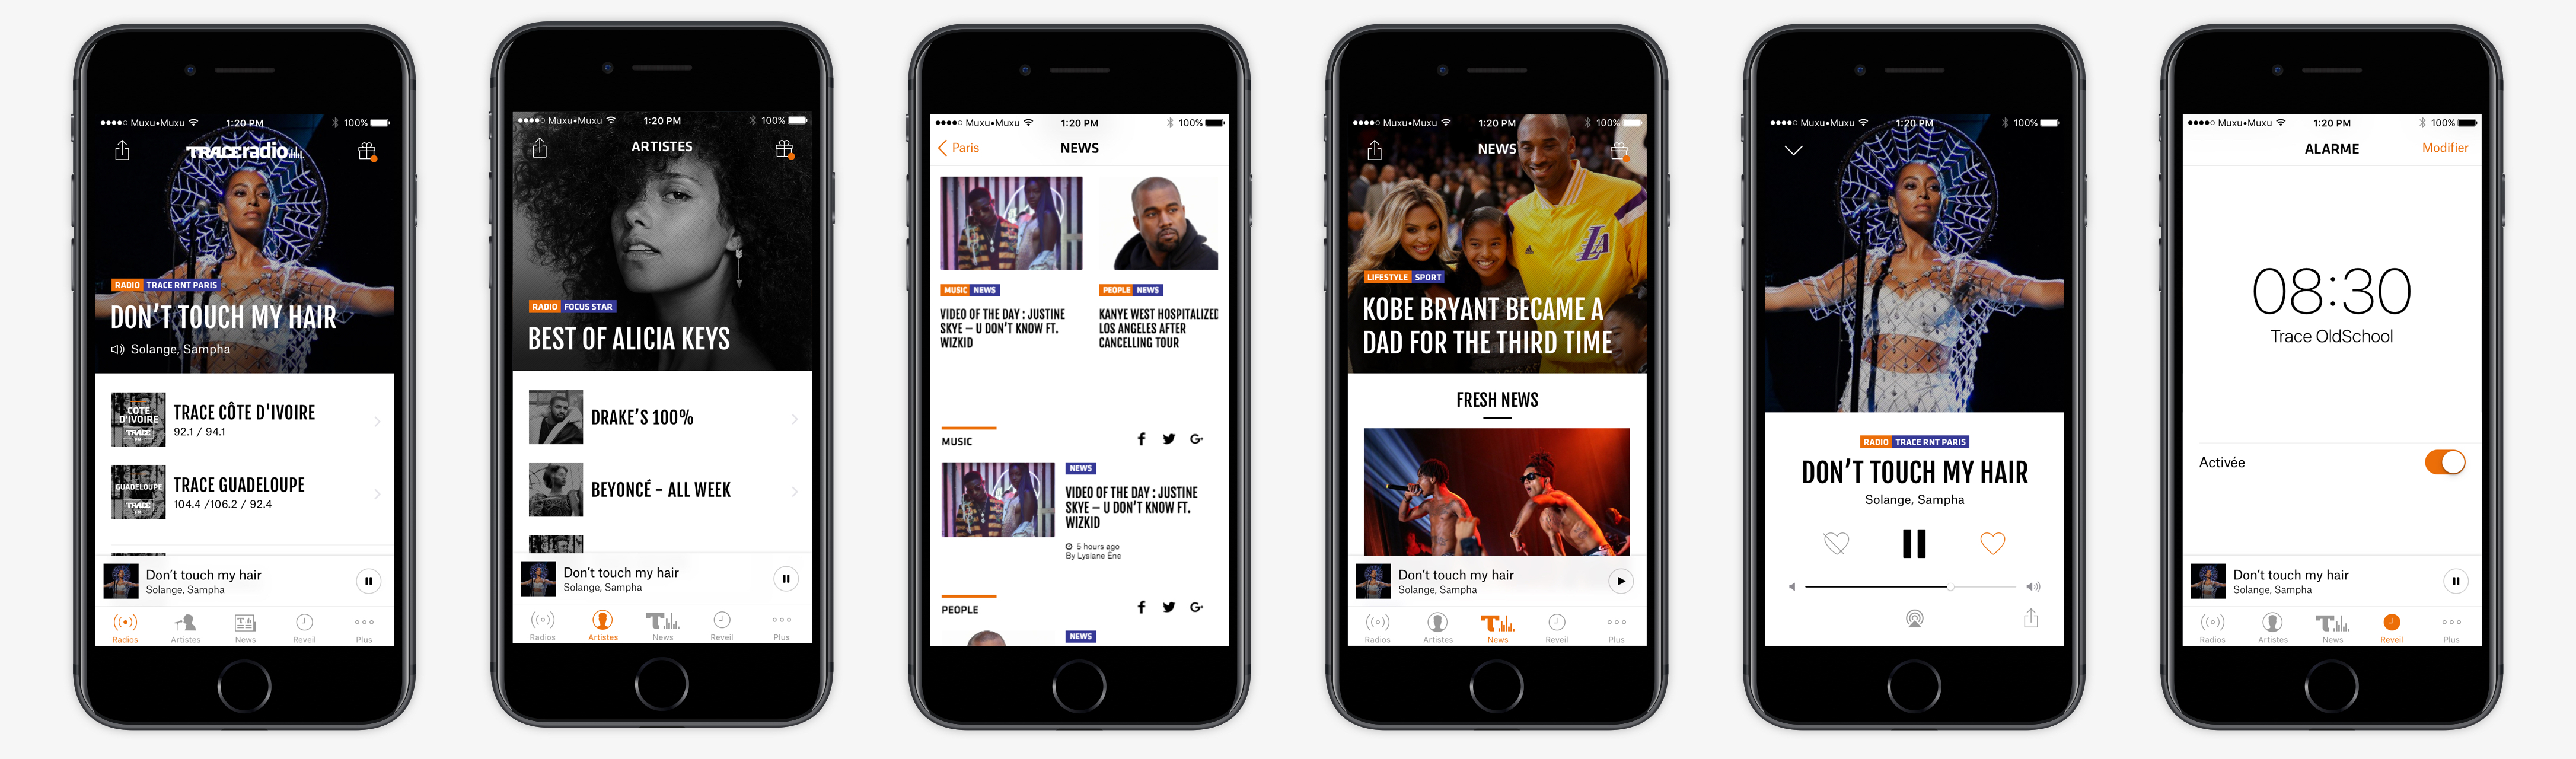 Muxu•Muxu 1:20 PM 100%
TRACEradio
RADIO TRACE RNT PARIS
DON'T TOUCH MY HAIR
Solange, Sampha
CÔTE
D'IVOIRE
TRACE
FM
TRACE CÔTE D'IVOIRE
92.1 / 94.1
GUADELOUPE
TRACE
FM
TRACE GUADELOUPE
104.4 /106.2 / 92.4
Don't touch my hair
Solange, Sampha
Radios Artistes News Reveil Plus
Muxu•Muxu 1:20 PM 100%
ARTISTES
RADIO FOCUS STAR
BEST OF ALICIA KEYS
DRAKE'S 100%
BEYONCÉ - ALL WEEK
Don't touch my hair
Solange, Sampha
Radios Artistes News Reveil Plus
Muxu•Muxu 1:20 PM 100%
Paris NEWS
MUSIC NEWS
VIDEO OF THE DAY : JUSTINE
SKYE – U DON'T KNOW FT.
WIZKID
PEOPLE NEWS
KANYE WEST HOSPITALIZED
LOS ANGELES AFTER
CANCELLING TOUR
MUSIC
NEWS
VIDEO OF THE DAY : JUSTINE
SKYE – U DON'T KNOW FT.
WIZKID
5 hours ago
By Lysiane Ene
PEOPLE
NEWS
Muxu•Muxu 1:20 PM 100%
NEWS
LA
LIFESTYLE SPORT
KOBE BRYANT BECAME A
DAD FOR THE THIRD TIME
FRESH NEWS
Don't touch my hair
Solange, Sampha
Radios Artistes News Reveil Plus
Muxu•Muxu 1:20 PM 100%
RADIO TRACE RNT PARIS
DON'T TOUCH MY HAIR
Solange, Sampha
Muxu•Muxu 1:20 PM 100%
ALARME Modifier
08:30
Trace OldSchool
Activée
Don't touch my hair
Solange, Sampha
Radios Artistes News Reveil Plus